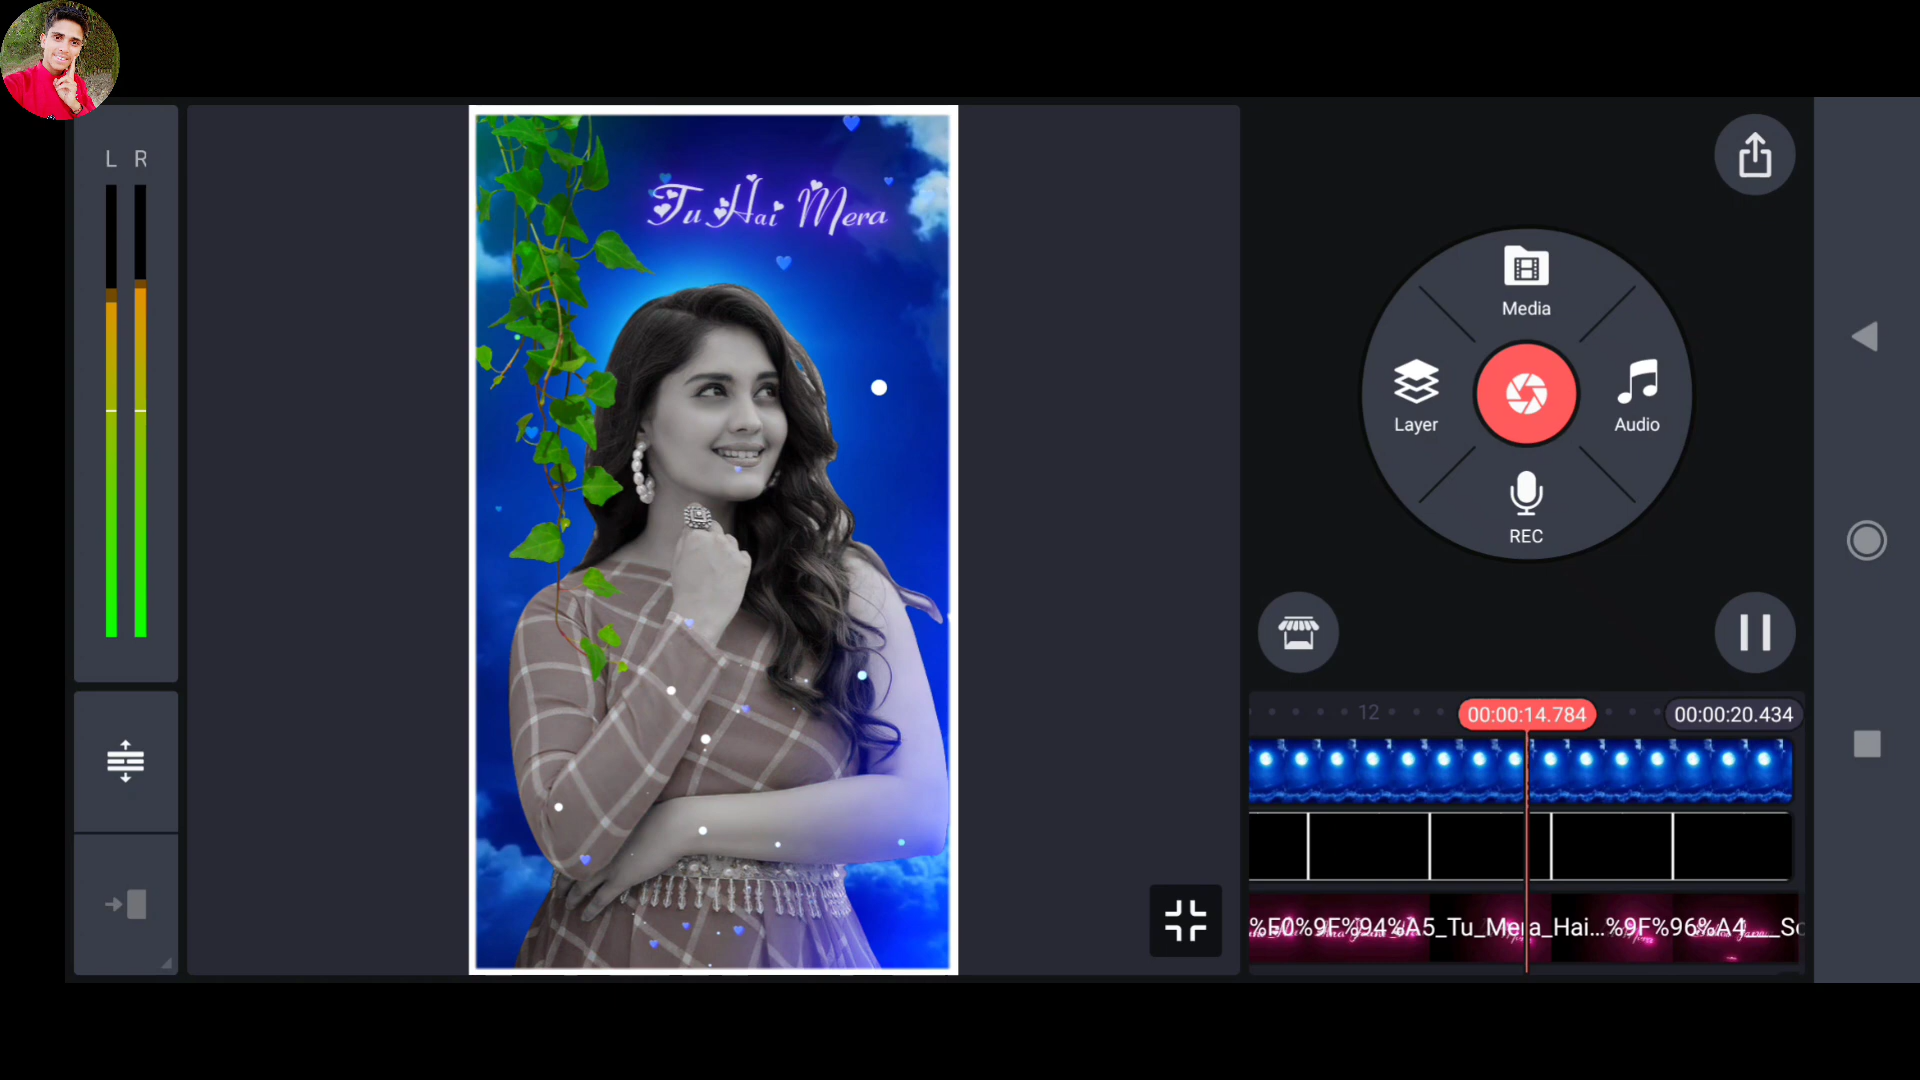 L R
Tu Hai Mera
Media
Layer
Audio
REC
12
00:00:14.784
00:00:20.434
%E0%9F%94%A5_Tu_Mera_Hai...%9F%96%A4___Sc